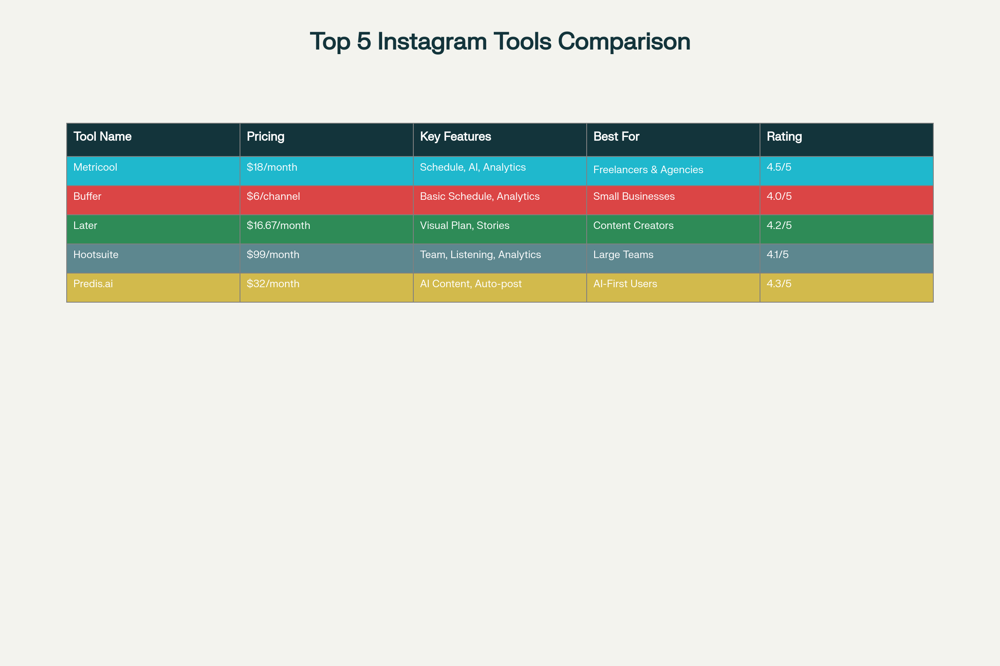 Top 5 Instagram Tools Comparison
Tool Name Pricing Key Features Best For Rating
Metricool $18/month Schedule, AI, Analytics Freelancers & Agencies 4.5/5
Buffer $6/channel Basic Schedule, Analytics Small Businesses 4.0/5
Later $16.67/month Visual Plan, Stories Content Creators 4.2/5
Hootsuite $99/month Team, Listening, Analytics Large Teams 4.1/5
Predis.ai $32/month AI Content, Auto-post AI-First Users 4.3/5